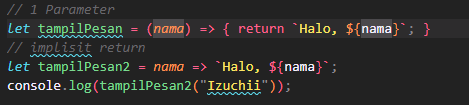 // 1 Parameter
let tampilPesan = (nama) => { return `Halo, ${nama}`; }
// implisit return
let tampilPesan2 = nama => `Halo, ${nama}`;
console.log(tampilPesan2("Izuchii"));